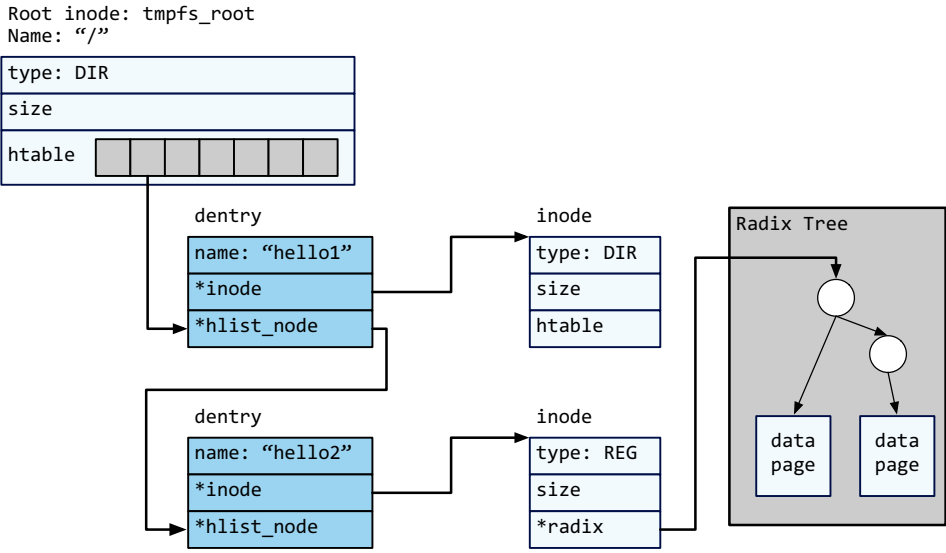 Root inode: tmpfs_root
Name: “/”
type: DIR
size
htable
dentry
name: “hello1”
*inode
*hlist_node
inode
type: DIR
size
htable
Radix Tree
dentry
name: “hello2”
*inode
*hlist_node
inode
type: REG
size
*radix
data
page
data
page